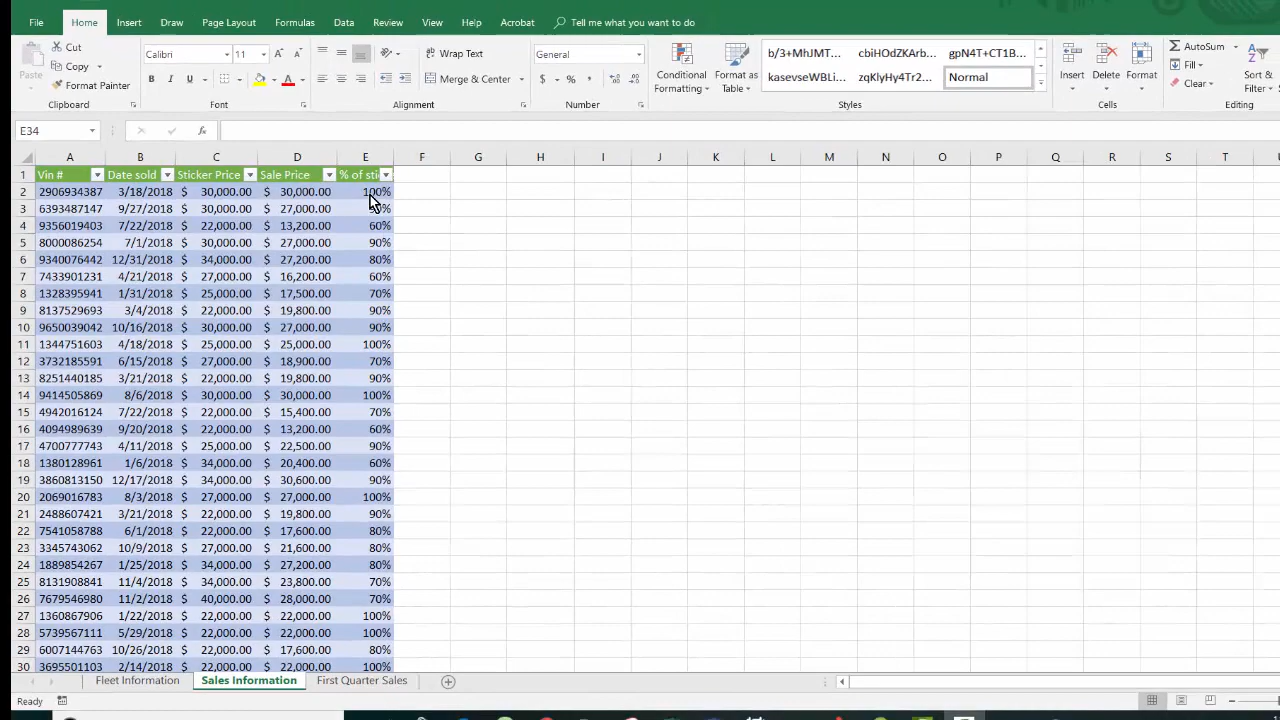 File Home Insert Draw Page Layout Formulas Data Review View Help Acrobat Tell me what you want to do
Paste Cut Copy Format Painter Clipboard
Calibri 11 B I U A Font
Wrap Text Merge & Center Alignment
General $ % , Number
Conditional Formatting Format as Table
b/3+MhJMT... cbiHOdZKArb... gpN4T+CT1B...
kasevseWBLi... zqKlyHy4Tr2... Normal
Styles
Insert Delete Format Cells
AutoSum Fill Clear Sort & Filter Editing
E34 fx
A B C D E F G H I J K L M N O P Q R S T
1 Vin # Date sold Sticker Price Sale Price % of
2 2906934387 3/18/2018 $ 30,000.00 $ 30,000.00 100%
3 6393487147 9/27/2018 $ 30,000.00 $ 27,000.00
4 9356019403 7/22/2018 $ 22,000.00 $ 13,200.00 60%
5 8000086254 7/1/2018 $ 30,000.00 $ 27,000.00 90%
6 9340076442 12/31/2018 $ 34,000.00 $ 27,200.00 80%
7 7433901231 4/21/2018 $ 27,000.00 $ 16,200.00 60%
8 1328395941 1/31/2018 $ 25,000.00 $ 17,500.00 70%
9 8137529693 3/4/2018 $ 22,000.00 $ 19,800.00 90%
10 9650039042 10/16/2018 $ 30,000.00 $ 27,000.00 90%
11 1344751603 4/18/2018 $ 25,000.00 $ 25,000.00 100%
12 3732185591 6/15/2018 $ 27,000.00 $ 18,900.00 70%
13 8251440185 3/21/2018 $ 22,000.00 $ 19,800.00 90%
14 9414505869 8/6/2018 $ 30,000.00 $ 30,000.00 100%
15 4942016124 7/22/2018 $ 22,000.00 $ 15,400.00 70%
16 4094989639 9/20/2018 $ 22,000.00 $ 13,200.00 60%
17 4700777743 4/11/2018 $ 25,000.00 $ 22,500.00 90%
18 1380128961 1/6/2018 $ 34,000.00 $ 20,400.00 60%
19 3860813150 12/17/2018 $ 34,000.00 $ 30,600.00 90%
20 2069016783 8/3/2018 $ 27,000.00 $ 27,000.00 100%
21 2488607421 3/21/2018 $ 22,000.00 $ 19,800.00 90%
22 7541058788 6/1/2018 $ 22,000.00 $ 17,600.00 80%
23 3345743062 10/9/2018 $ 27,000.00 $ 21,600.00 80%
24 1889854267 1/25/2018 $ 34,000.00 $ 27,200.00 80%
25 8131908841 11/4/2018 $ 34,000.00 $ 23,800.00 70%
26 7679546980 11/2/2018 $ 40,000.00 $ 28,000.00 70%
27 1360867906 1/22/2018 $ 22,000.00 $ 22,000.00 100%
28 5739567111 5/29/2018 $ 22,000.00 $ 22,000.00 100%
29 6007144763 10/26/2018 $ 22,000.00 $ 17,600.00 80%
30 3695501103 2/14/2018 $ 22,000.00 $ 22,000.00 100%
Fleet Information Sales Information First Quarter Sales
Ready